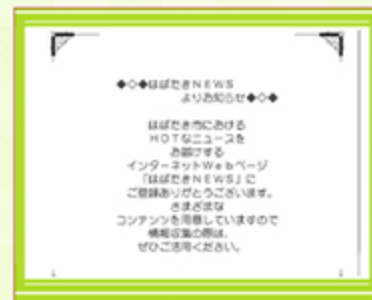 ◆◇◆はばたきNEWS
よりお知らせ◆◇◆
はばたき市における
HOTなニュースを
お届けする
インターネットWebページ
「はばたきNEWS」に
ご登録ありがとうございます。
さまざまな
コンテンツを用意していますので
情報収集の際は、
ぜひご活用ください。